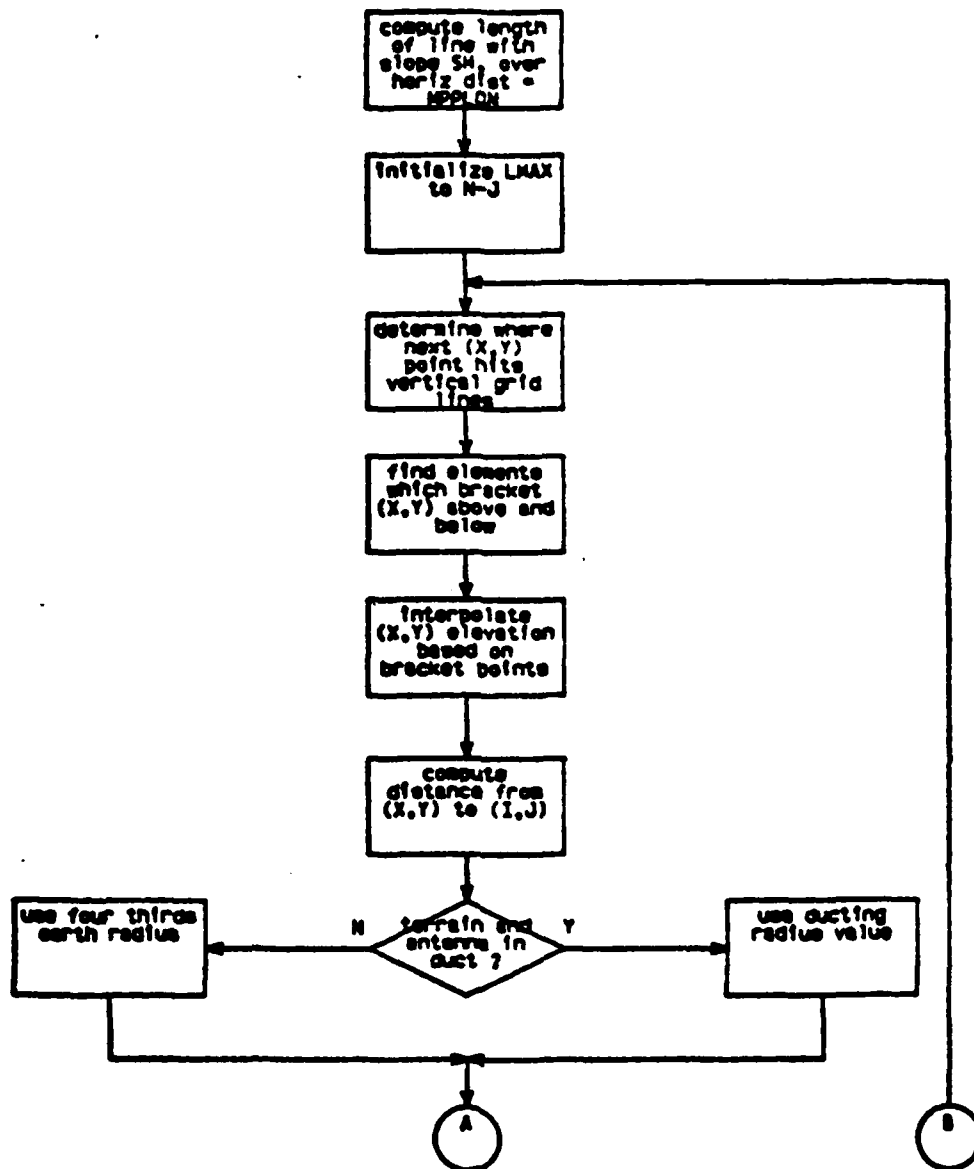 compute length
of line with
slope SH, over
horiz dist =
MPPLDN
initialize LMAX
to N-J
determine where
next (X,Y)
point hits
vertical grid
lines
find elements
which bracket
(X,Y) above and
below
interpolate
(X,Y) elevation
based on
bracket points
compute
distance from
(X,Y) to (I,J)
use four thirds
earth radius
N
terrain and
antenna in
duct ?
Y
use ducting
radius value
A
B